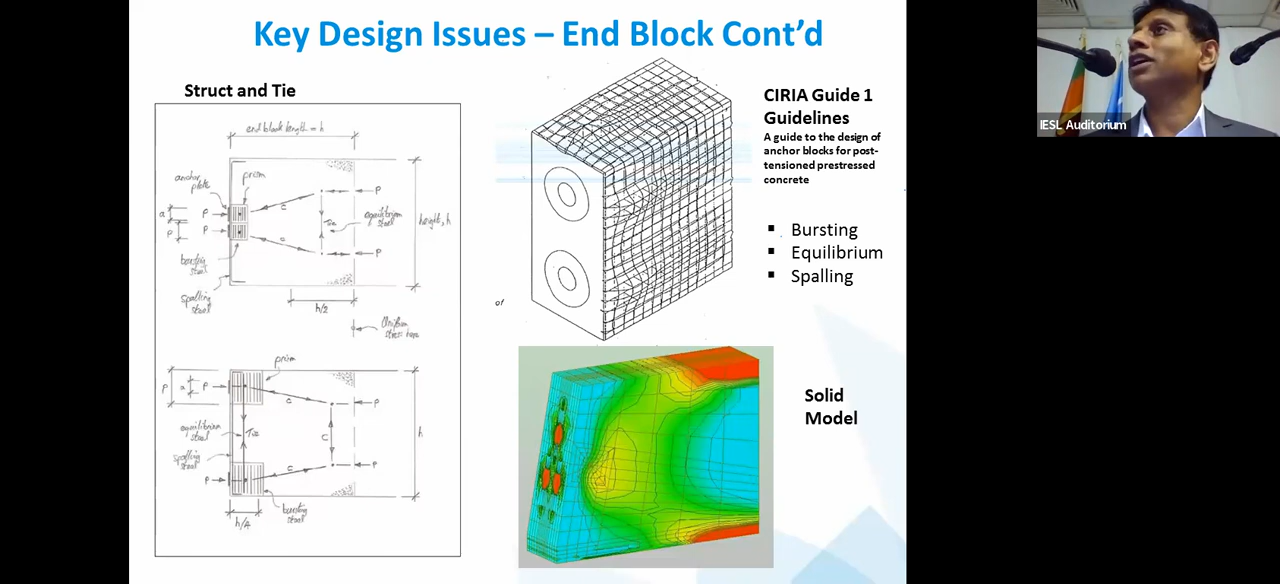 Key Design Issues – End Block Cont’d
Struct and Tie
end block length = h
anchor plate
prism
a
P
P
P
c
c
Tie
equilibrium steel
P
P
height, h
bursting steel
spalling steel
h/2
Uniform stress here
prism
P
a
P
c
P
equilibrium steel
Tie
c
h
spalling steel
P
c
P
bursting steel
h/4
of
CIRIA Guide 1
Guidelines
A guide to the design of
anchor blocks for post-
tensioned prestressed
concrete
▪ Bursting
▪ Equilibrium
▪ Spalling
Solid
Model
IESL Auditorium